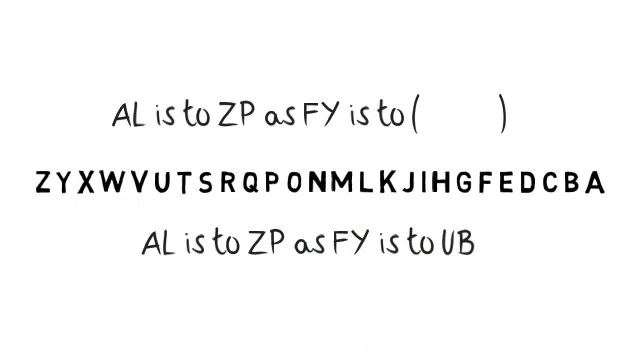 AL is to ZP as FY is to (      )
ZYXWVUTSRQPONMLKJIHGFEDCBA
AL is to ZP as FY is to UB